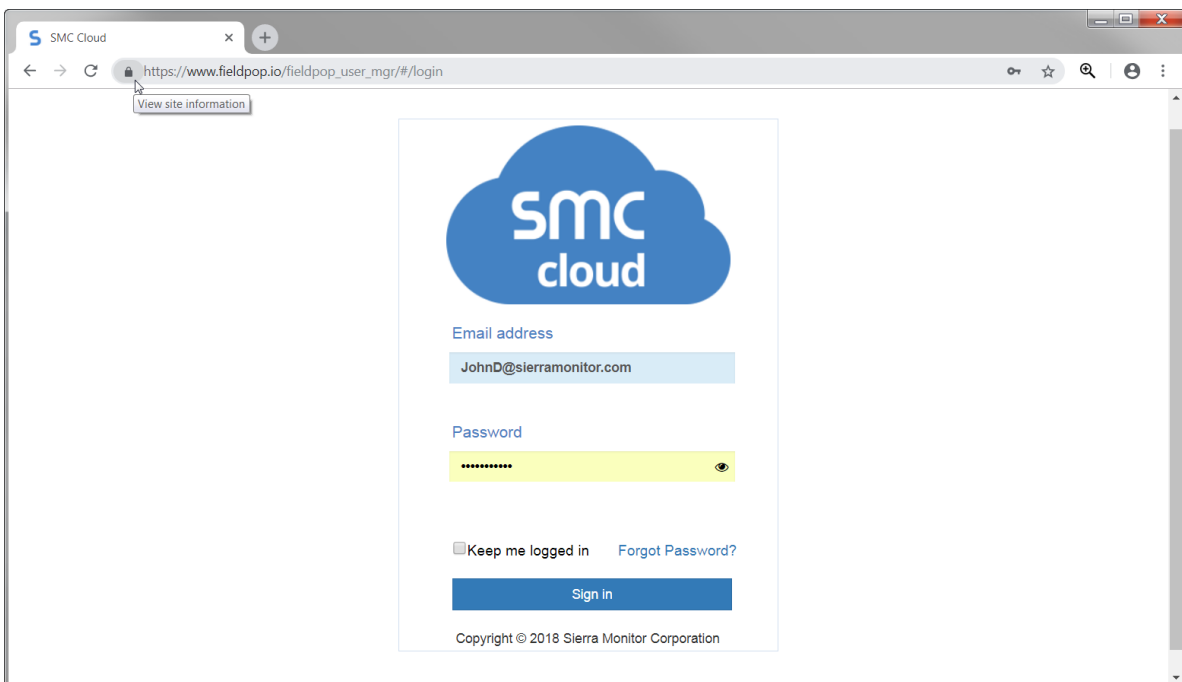 SMC Cloud
https://www.fieldpop.io/fieldpop_user_mgr/#/login
View site information
smc
cloud
Email address
JohnD@sierramonitor.com
Password
•••••••••••
Keep me logged in Forgot Password?
Sign in
Copyright © 2018 Sierra Monitor Corporation